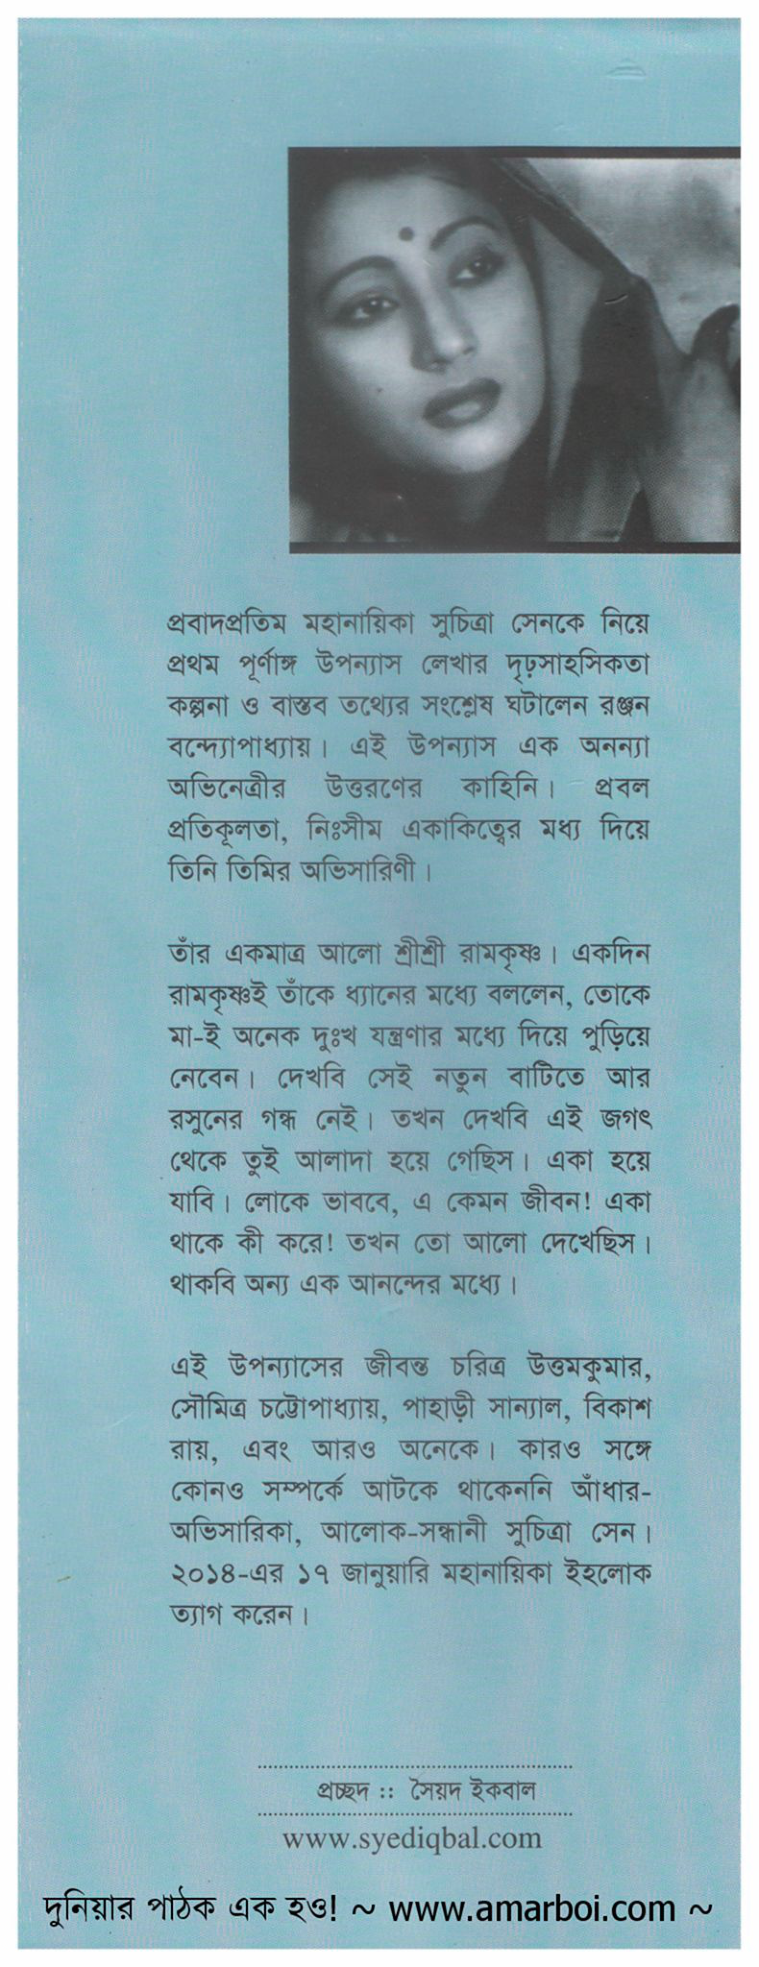 প্রবাদপ্রতিম মহানায়িকা সুচিত্রা সেনকে নিয়ে
প্রথম পূর্ণাঙ্গ উপন্যাস লেখার দৃঢ়সাহসিকতা
কল্পনা ও বাস্তব তথ্যের সংশ্লেষ ঘটালেন রঞ্জন
বন্দ্যোপাধ্যায়। এই উপন্যাস এক অনন্যা
অভিনেত্রীর উত্তরণের কাহিনি। প্রবল
প্রতিকূলতা, নিঃসীম একাকিত্বের মধ্য দিয়ে
তিনি তিমির অভিসারিণী।
তাঁর একমাত্র আলো শ্রীশ্রী রামকৃষ্ণ। একদিন
রামকৃষ্ণই তাঁকে ধ্যানের মধ্যে বললেন, তোকে
মা-ই অনেক দুঃখ যন্ত্রণার মধ্যে দিয়ে পুড়িয়ে
নেবেন। দেখবি সেই নতুন বাটিতে আর
রসুনের গন্ধ নেই। তখন দেখবি এই জগৎ
থেকে তুই আলাদা হয়ে গেছিস। একা হয়ে
যাবি। লোকে ভাববে, এ কেমন জীবন! একা
থাকে কী করে! তখন তো আলো দেখেছিস।
থাকবি অন্য এক আনন্দের মধ্যে।
এই উপন্যাসের জীবন্ত চরিত্র উত্তমকুমার,
সৌমিত্র চট্টোপাধ্যায়, পাহাড়ী সান্যাল, বিকাশ
রায়, এবং আরও অনেকে। কারও সঙ্গে
কোনও সম্পর্কে আটকে থাকেননি আঁধার-
অভিসারিকা, আলোক-সন্ধানী সুচিত্রা সেন।
২০১৪-এর ১৭ জানুয়ারি মহানায়িকা ইহলোক
ত্যাগ করেন।
প্রচ্ছদ :: সৈয়দ ইকবাল
www.syediqbal.com
দুনিয়ার পাঠক এক হও! ~ www.amarboi.com ~